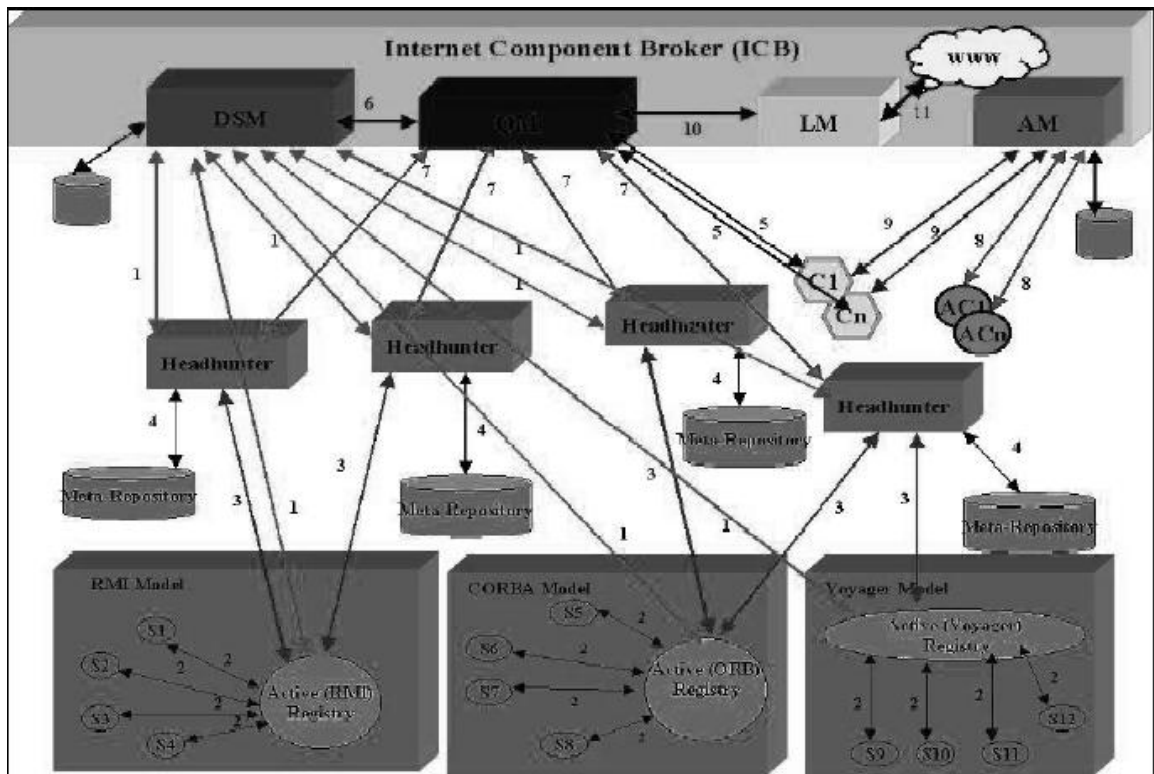 Internet Component Broker (ICB)
WWW
DSM
6
QM
10
LM
11
AM
7
7
7
7
5
5
9
9
8
8
1
1
1
1
C1
Cn
AC1
ACn
Headhunter
Headhunter
Headhunter
Headhunter
4
4
4
4
Meta-Repository
Meta-Repository
Meta-Repository
Meta-Repository
3
1
3
1
3
1
3
3
RMI Model
S1
S2
S3
S4
2
2
2
2
Active (RMI)
Registry
CORBA Model
S5
S6
S7
S8
2
2
2
2
Active (ORB)
Registry
Voyager Model
Active (Voyager)
Registry
2
2
2
2
S9
S10
S11
S12